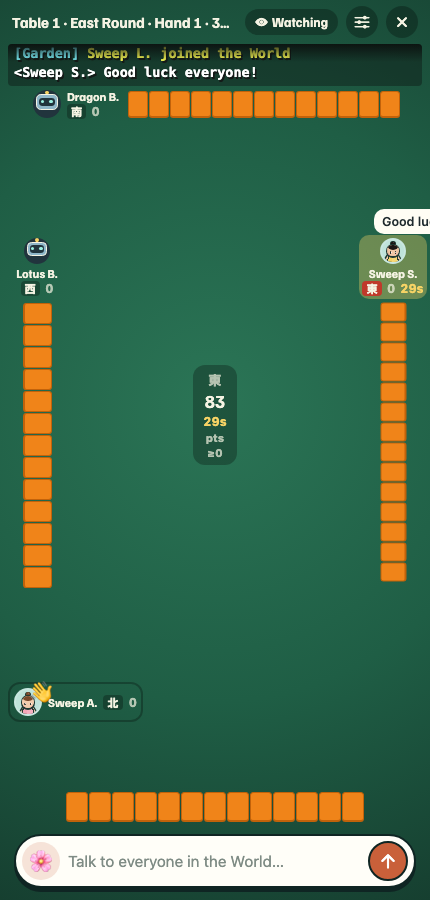 Table 1 · East Round · Hand 1 · 3...
Watching
[Garden] Sweep L. joined the World
<Sweep S.> Good luck everyone!
Dragon B.
南 0
Good lu
Lotus B.
西 0
Sweep S.
東 0 29s
東
83
29s
pts
≥0
Sweep A. 北 0
Talk to everyone in the World...